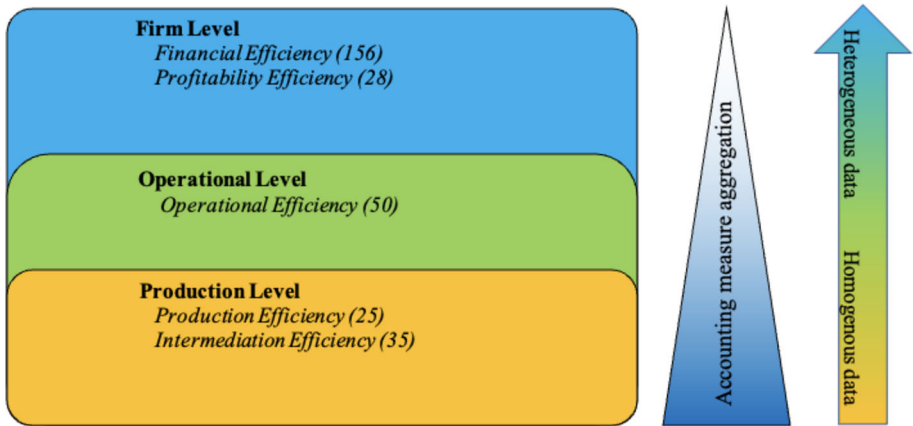 Firm Level
Financial Efficiency (156)
Profitability Efficiency (28)
Operational Level
Operational Efficiency (50)
Production Level
Production Efficiency (25)
Intermediation Efficiency (35)
Accounting measure aggregation
Heterogeneous data
Homogenous data